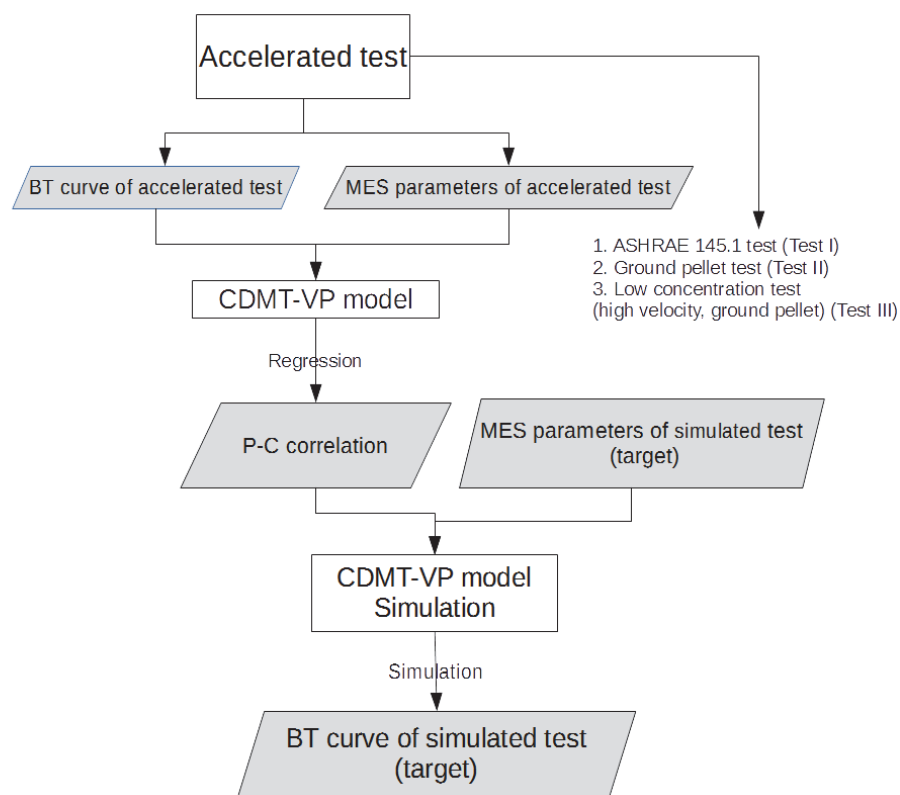 Accelerated test
BT curve of accelerated test
MES parameters of accelerated test
1. ASHRAE 145.1 test (Test I)
2. Ground pellet test (Test II)
3. Low concentration test
(high velocity, ground pellet) (Test III)
CDMT-VP model
Regression
P-C correlation
MES parameters of simulated test
(target)
CDMT-VP model
Simulation
Simulation
BT curve of simulated test
(target)